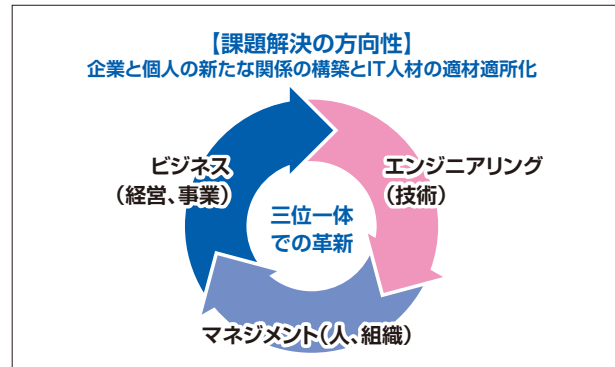 【課題解決の方向性】
企業と個人の新たな関係の構築とIT人材の適材適所化
ビジネス
（経営、事業）
エンジニアリング
（技術）
三位一体
での革新
マネジメント（人、組織）